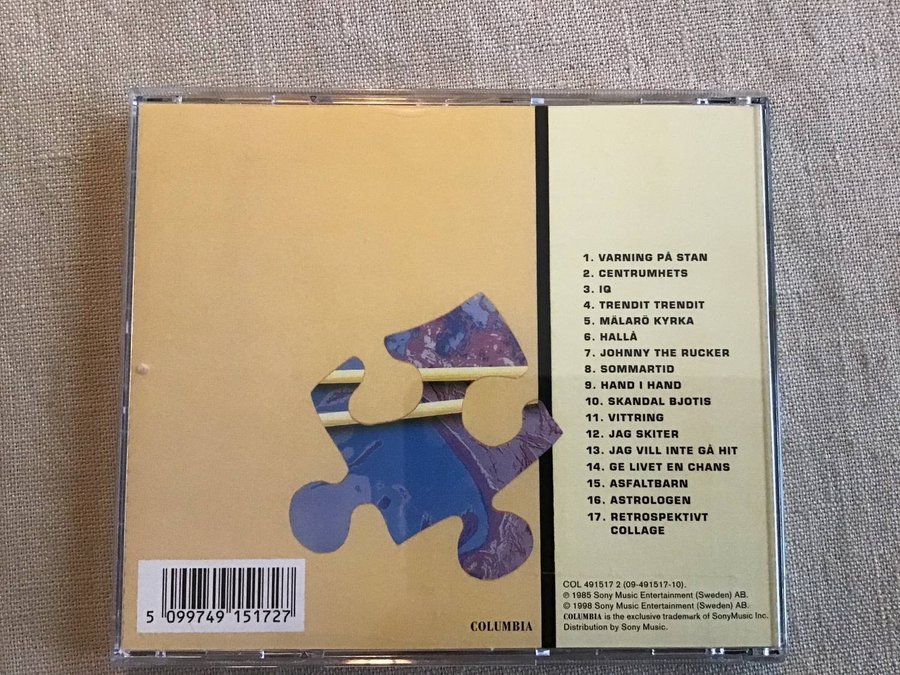 1. VARNING PÅ STAN
2. CENTRUMHETS
3. IQ
4. TRENDIT TRENDIT
5. MÅLARÖ KYRKA
6. HALLÅ
7. JOHNNY THE RUCKER
8. SOMMARTID
9. HAND I HAND
10. SKANDAL BJOTIS
11. VITTRING
12. JAG SKITER
13. JAG VILL INTE GÅ HIT
14. GE LIVET EN CHANS
15. ASFALTBARN
16. ASTROLOGEN
17. RETROSPEKTIVT
COLLAGE
COL 491517 2 (09-491517-10).
℗ 1985 Sony Music Entertainment (Sweden) AB.
© 1998 Sony Music Entertainment (Sweden) AB.
COLUMBIA is the exclusive trademark of SonyMusic Inc.
Distribution by Sony Music.
5 099749 151727
COLUMBIA